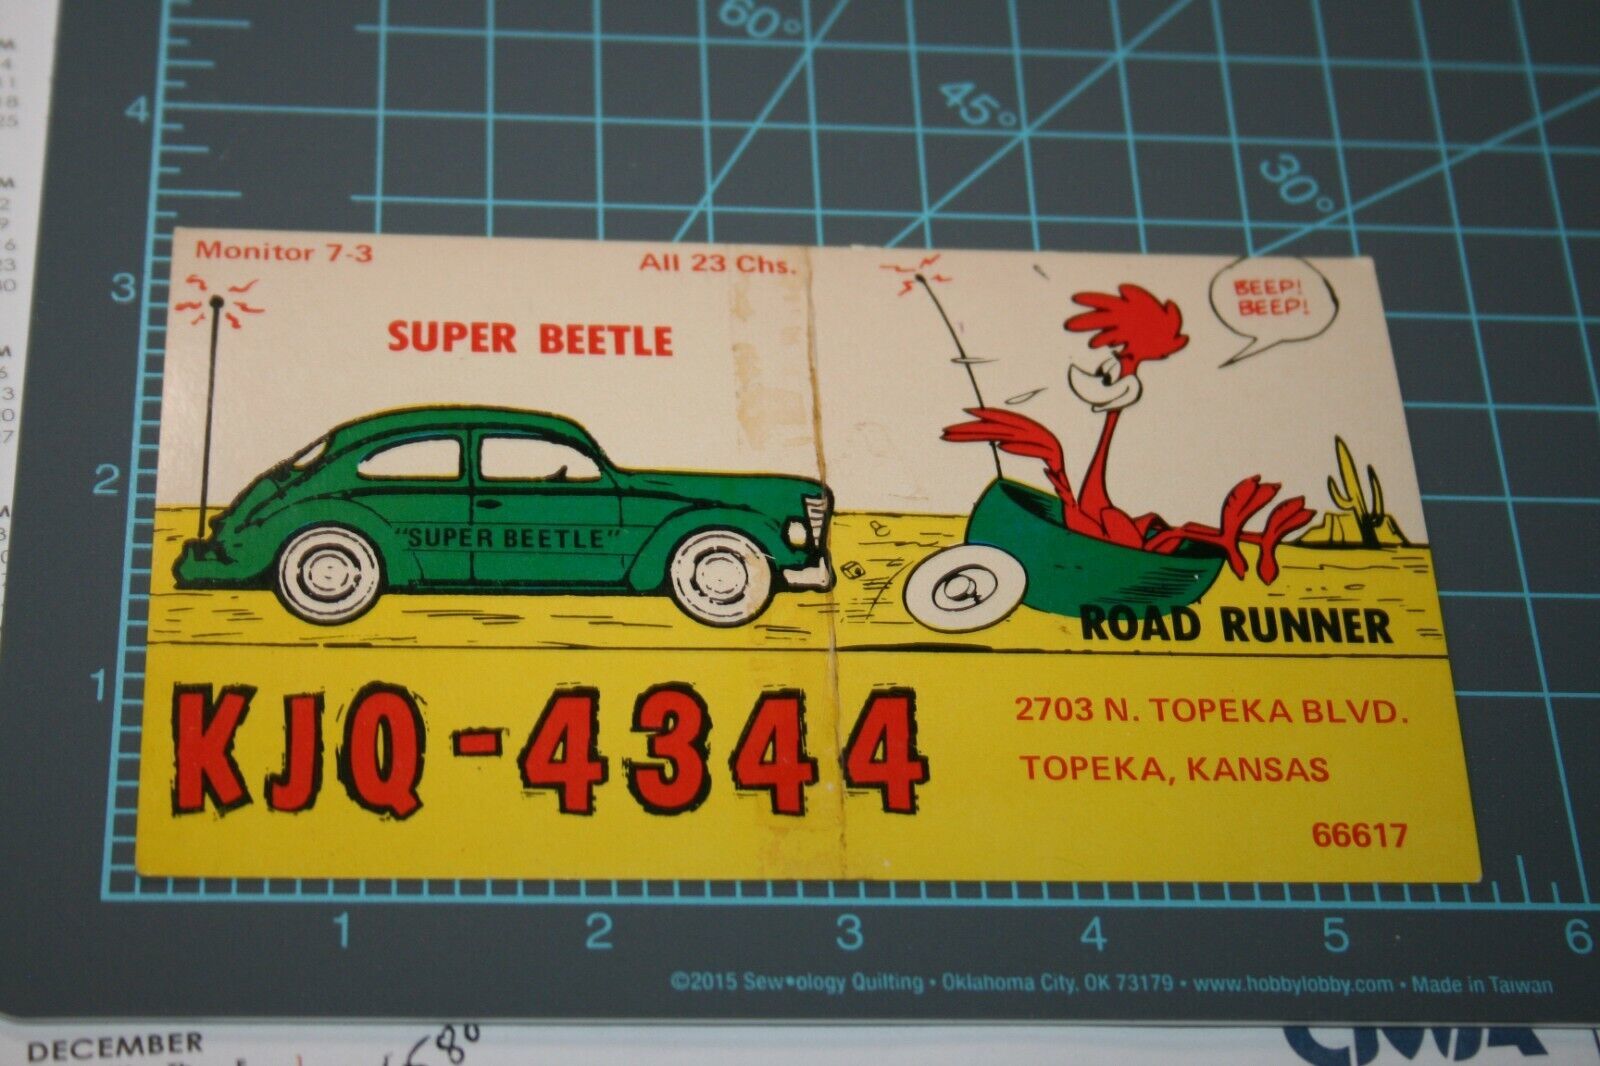 60°
45°
30°
4
3
2
1
Monitor 7-3
All 23 Chs.
BEEP!
BEEP!
SUPER BEETLE
"SUPER BEETLE"
ROAD RUNNER
KJQ-4344
2703 N. TOPEKA BLVD.
TOPEKA, KANSAS
66617
1 2 3 4 5 6
©2015 Sew•ology Quilting • Oklahoma City, OK 73179 • www.hobbylobby.com • Made in Taiwan
DECEMBER